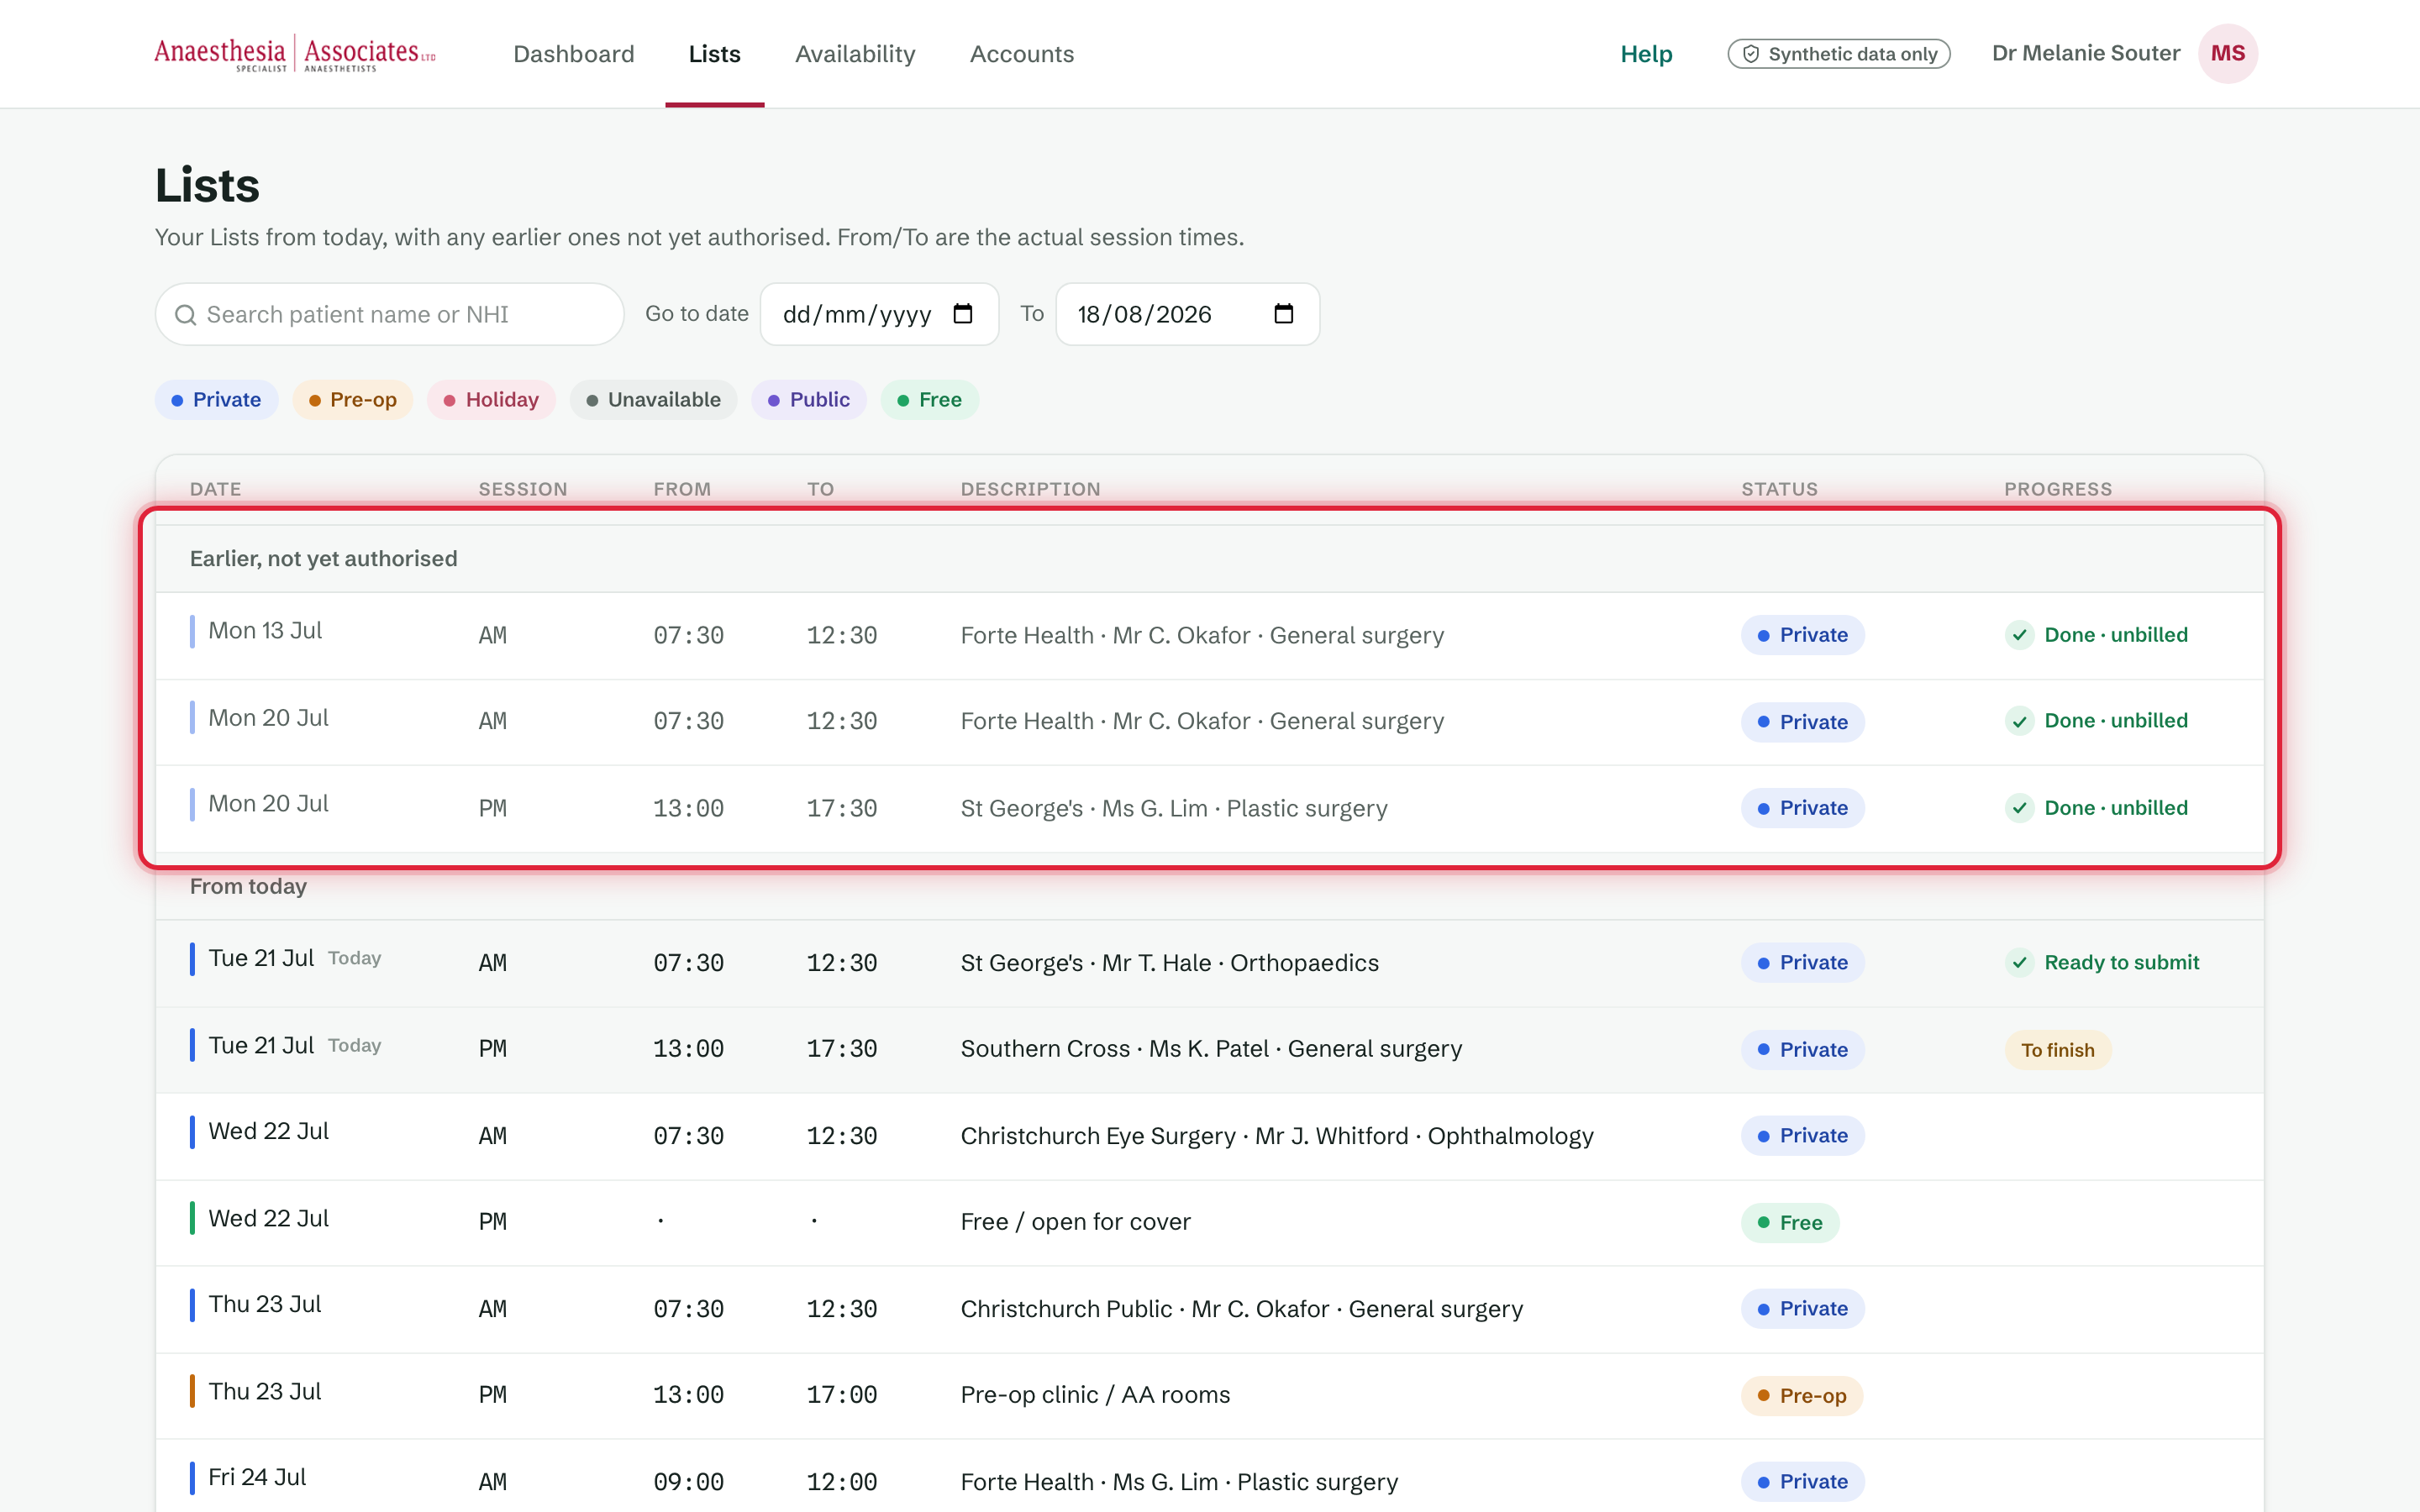 Anaesthesia | Associates LTD
SPECIALIST ANAESTHETISTS
Dashboard
Lists
Availability
Accounts
Help
Synthetic data only
Dr Melanie Souter
MS
Lists
Your Lists from today, with any earlier ones not yet authorised. From/To are the actual session times.
Search patient name or NHI
Go to date
dd/mm/yyyy
To
18/08/2026
Private
Pre-op
Holiday
Unavailable
Public
Free
DATE SESSION FROM TO DESCRIPTION STATUS PROGRESS
Earlier, not yet authorised
Mon 13 Jul AM 07:30 12:30 Forte Health · Mr C. Okafor · General surgery Private Done · unbilled
Mon 20 Jul AM 07:30 12:30 Forte Health · Mr C. Okafor · General surgery Private Done · unbilled
Mon 20 Jul PM 13:00 17:30 St George's · Ms G. Lim · Plastic surgery Private Done · unbilled
From today
Tue 21 Jul Today AM 07:30 12:30 St George's · Mr T. Hale · Orthopaedics Private Ready to submit
Tue 21 Jul Today PM 13:00 17:30 Southern Cross · Ms K. Patel · General surgery Private To finish
Wed 22 Jul AM 07:30 12:30 Christchurch Eye Surgery · Mr J. Whitford · Ophthalmology Private
Wed 22 Jul PM · · Free / open for cover Free
Thu 23 Jul AM 07:30 12:30 Christchurch Public · Mr C. Okafor · General surgery Private
Thu 23 Jul PM 13:00 17:00 Pre-op clinic / AA rooms Pre-op
Fri 24 Jul AM 09:00 12:00 Forte Health · Ms G. Lim · Plastic surgery Private